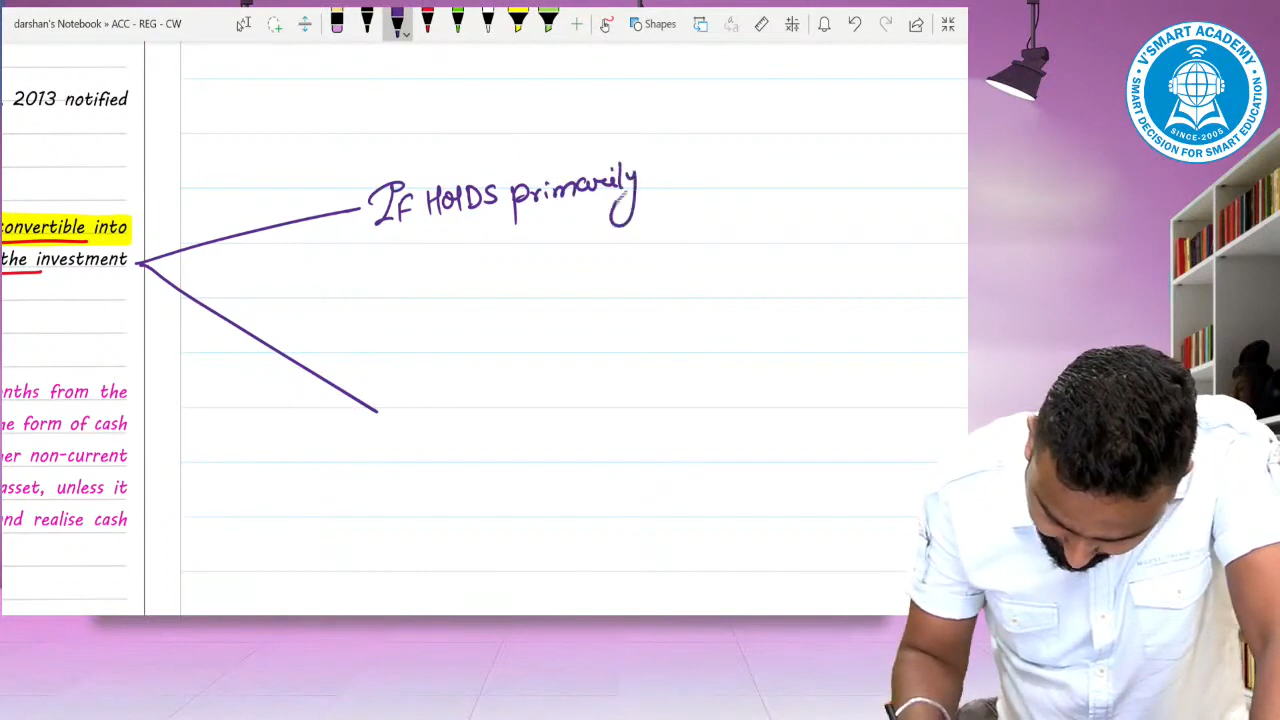 darshan's Notebook » ACC - REG - CW
Shapes
V'SMART ACADEMY
SINCE-2005
SMART DECISION FOR SMART EDUCATION
. 2013 notified
convertible into
the investment
If HOlDS primarily
nths from the
e form of cash
er non-current
asset, unless it
nd realise cash